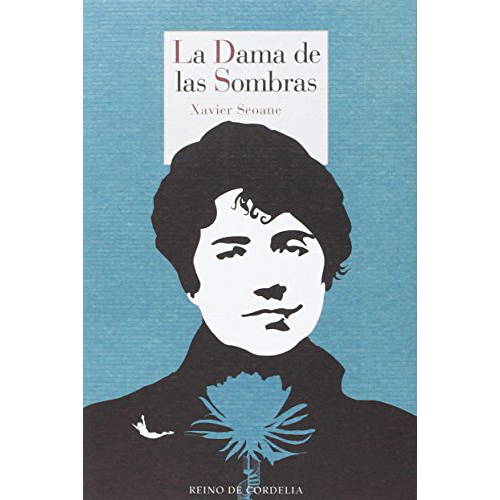 La Dama de
las Sombras
Xavier Seoane
REINO DE CORDELIA